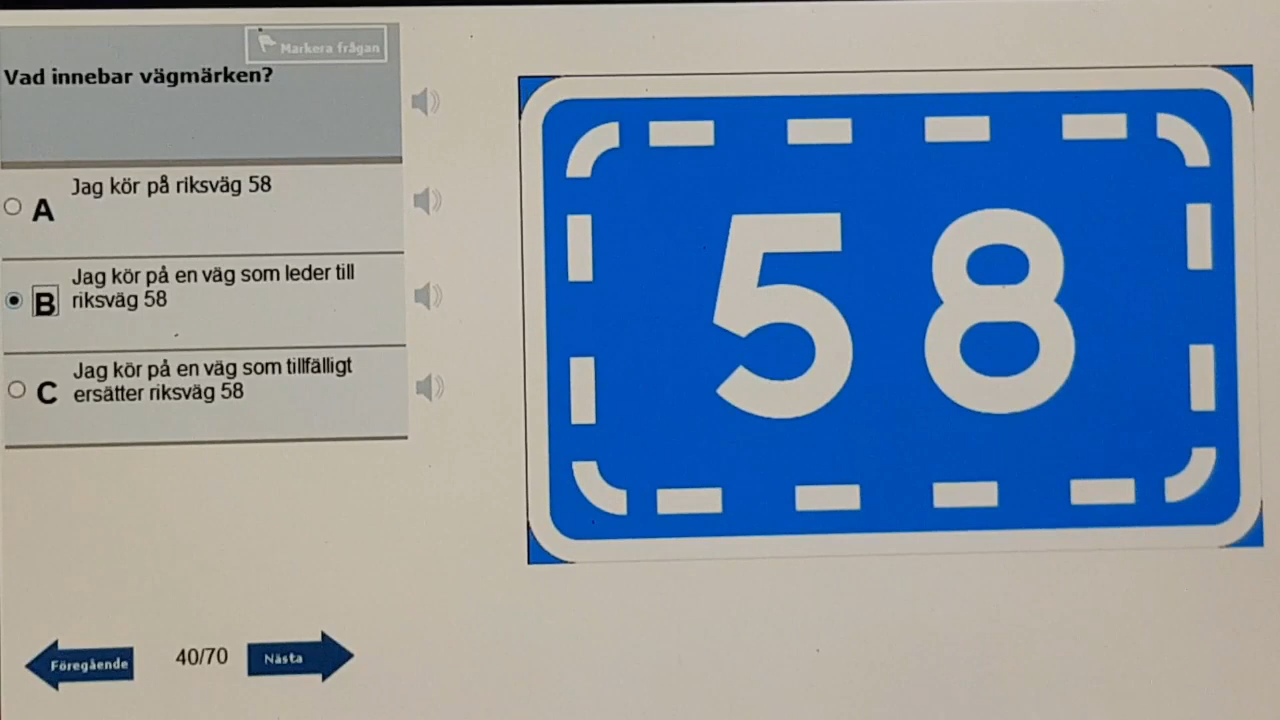 Markera frågan
Vad innebar vägmärken?
A
Jag kör på riksväg 58
B
Jag kör på en väg som leder till
riksväg 58
C
Jag kör på en väg som tillfälligt
ersätter riksväg 58
58
Föregående
40/70
Nästa